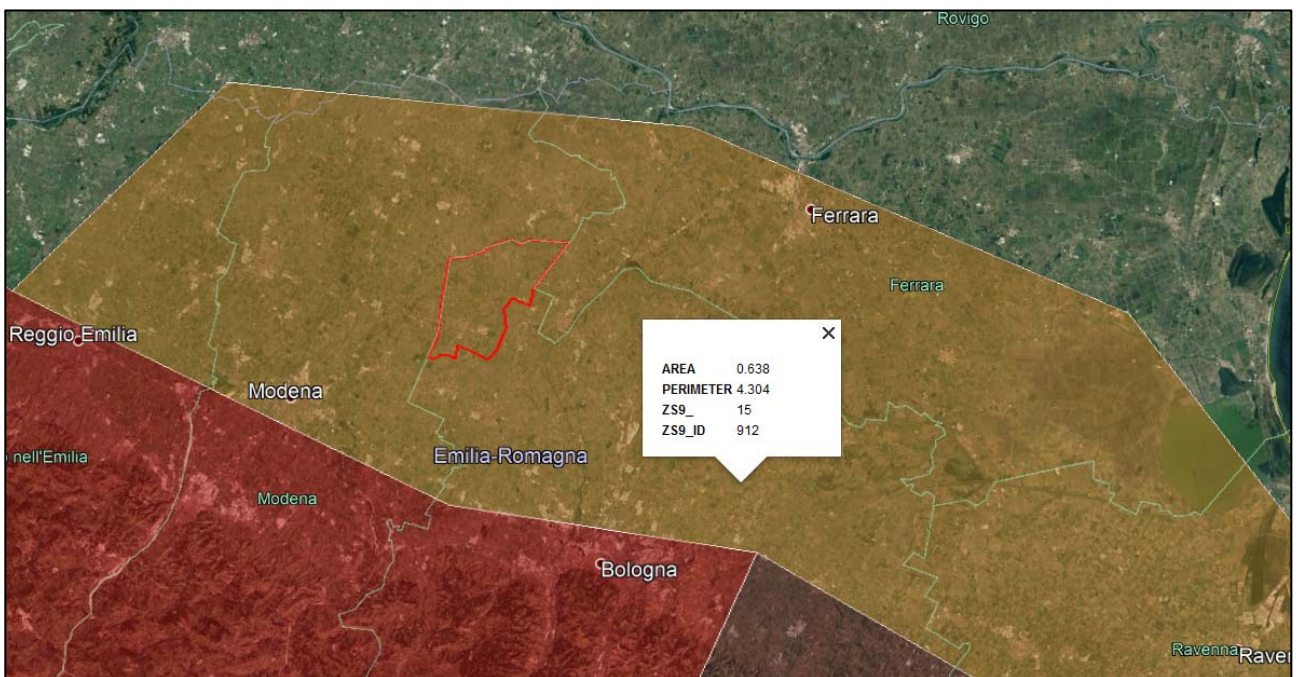 Rovigo
Ferrara
Ferrara
Reggio Emilia
Modena
AREA 0.638
PERIMETER 4.304
ZS9_ 15
ZS9_ID 912
Emilia-Romagna
o nell'Emilia
Modena
Bologna
Ravenna
Raver